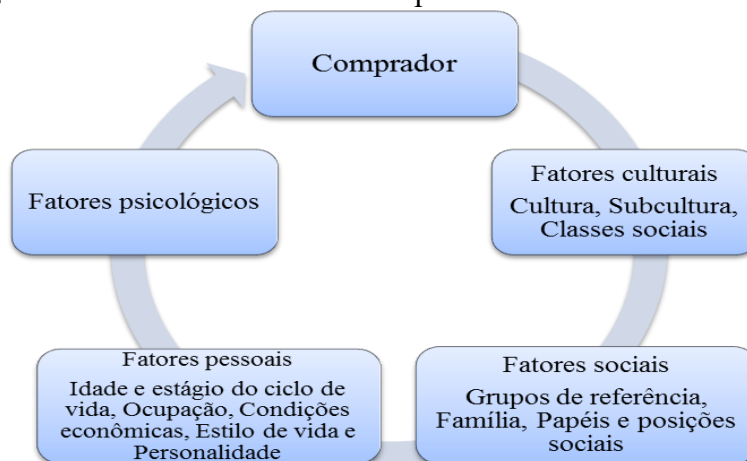 Comprador
Fatores culturais
Cultura, Subcultura,
Classes sociais
Fatores sociais
Grupos de referência,
Família, Papéis e posições
sociais
Fatores pessoais
Idade e estágio do ciclo de
vida, Ocupação, Condições
econômicas, Estilo de vida e
Personalidade
Fatores psicológicos